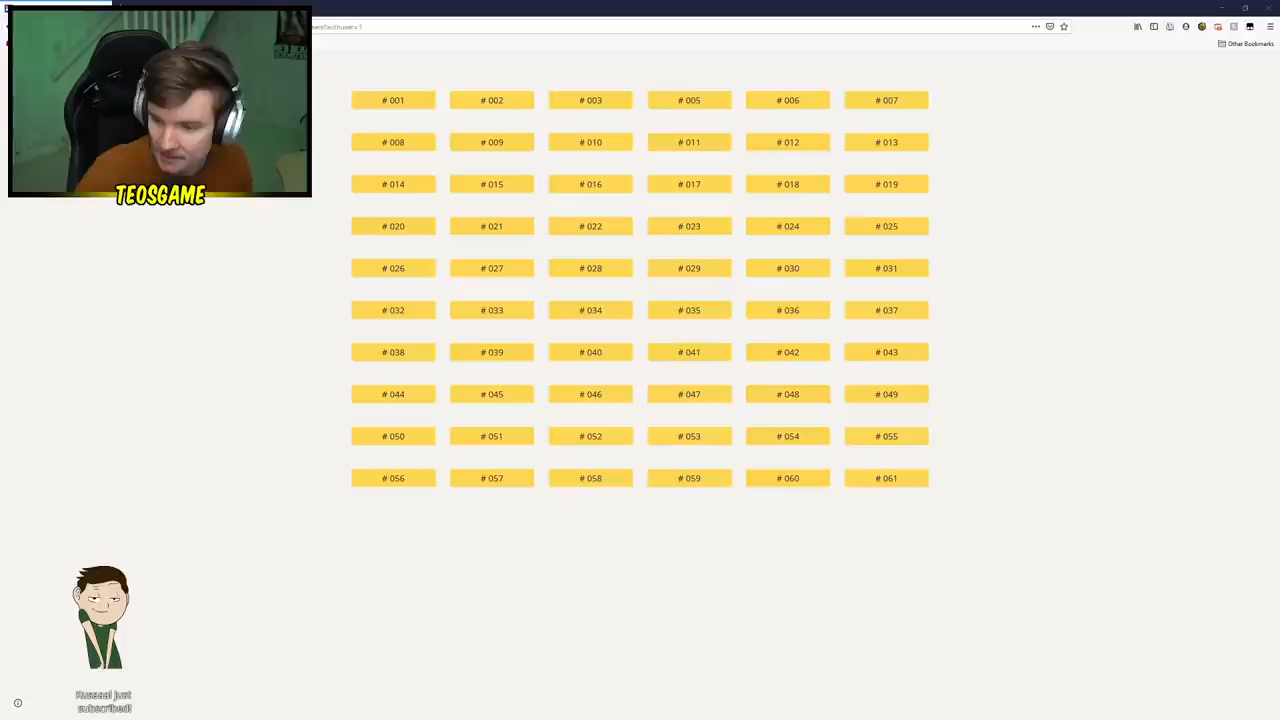 Other Bookmarks
TEOSGAME
# 001 # 002 # 003 # 005 # 006 # 007
# 008 # 009 # 010 # 011 # 012 # 013
# 014 # 015 # 016 # 017 # 018 # 019
# 020 # 021 # 022 # 023 # 024 # 025
# 026 # 027 # 028 # 029 # 030 # 031
# 032 # 033 # 034 # 035 # 036 # 037
# 038 # 039 # 040 # 041 # 042 # 043
# 044 # 045 # 046 # 047 # 048 # 049
# 050 # 051 # 052 # 053 # 054 # 055
# 056 # 057 # 058 # 059 # 060 # 061
Kusaaal just
subscribed!